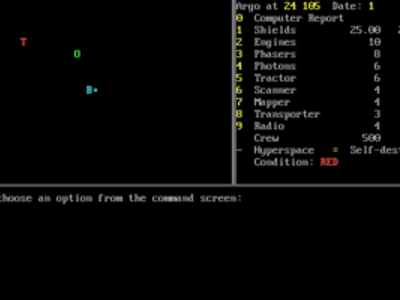 Argo at 24 105 Date: 1
0 Computer Report
1 Shields 25.00
2 Engines 10
3 Phasers 8
4 Photons 6
5 Tractor 6
6 Scanner 4
7 Mapper 4
8 Transporter 3
9 Radio 4
Crew 500
- Hyperspace = Self-dest
Condition: RED
T
O
B•
hoose an option from the command screen: